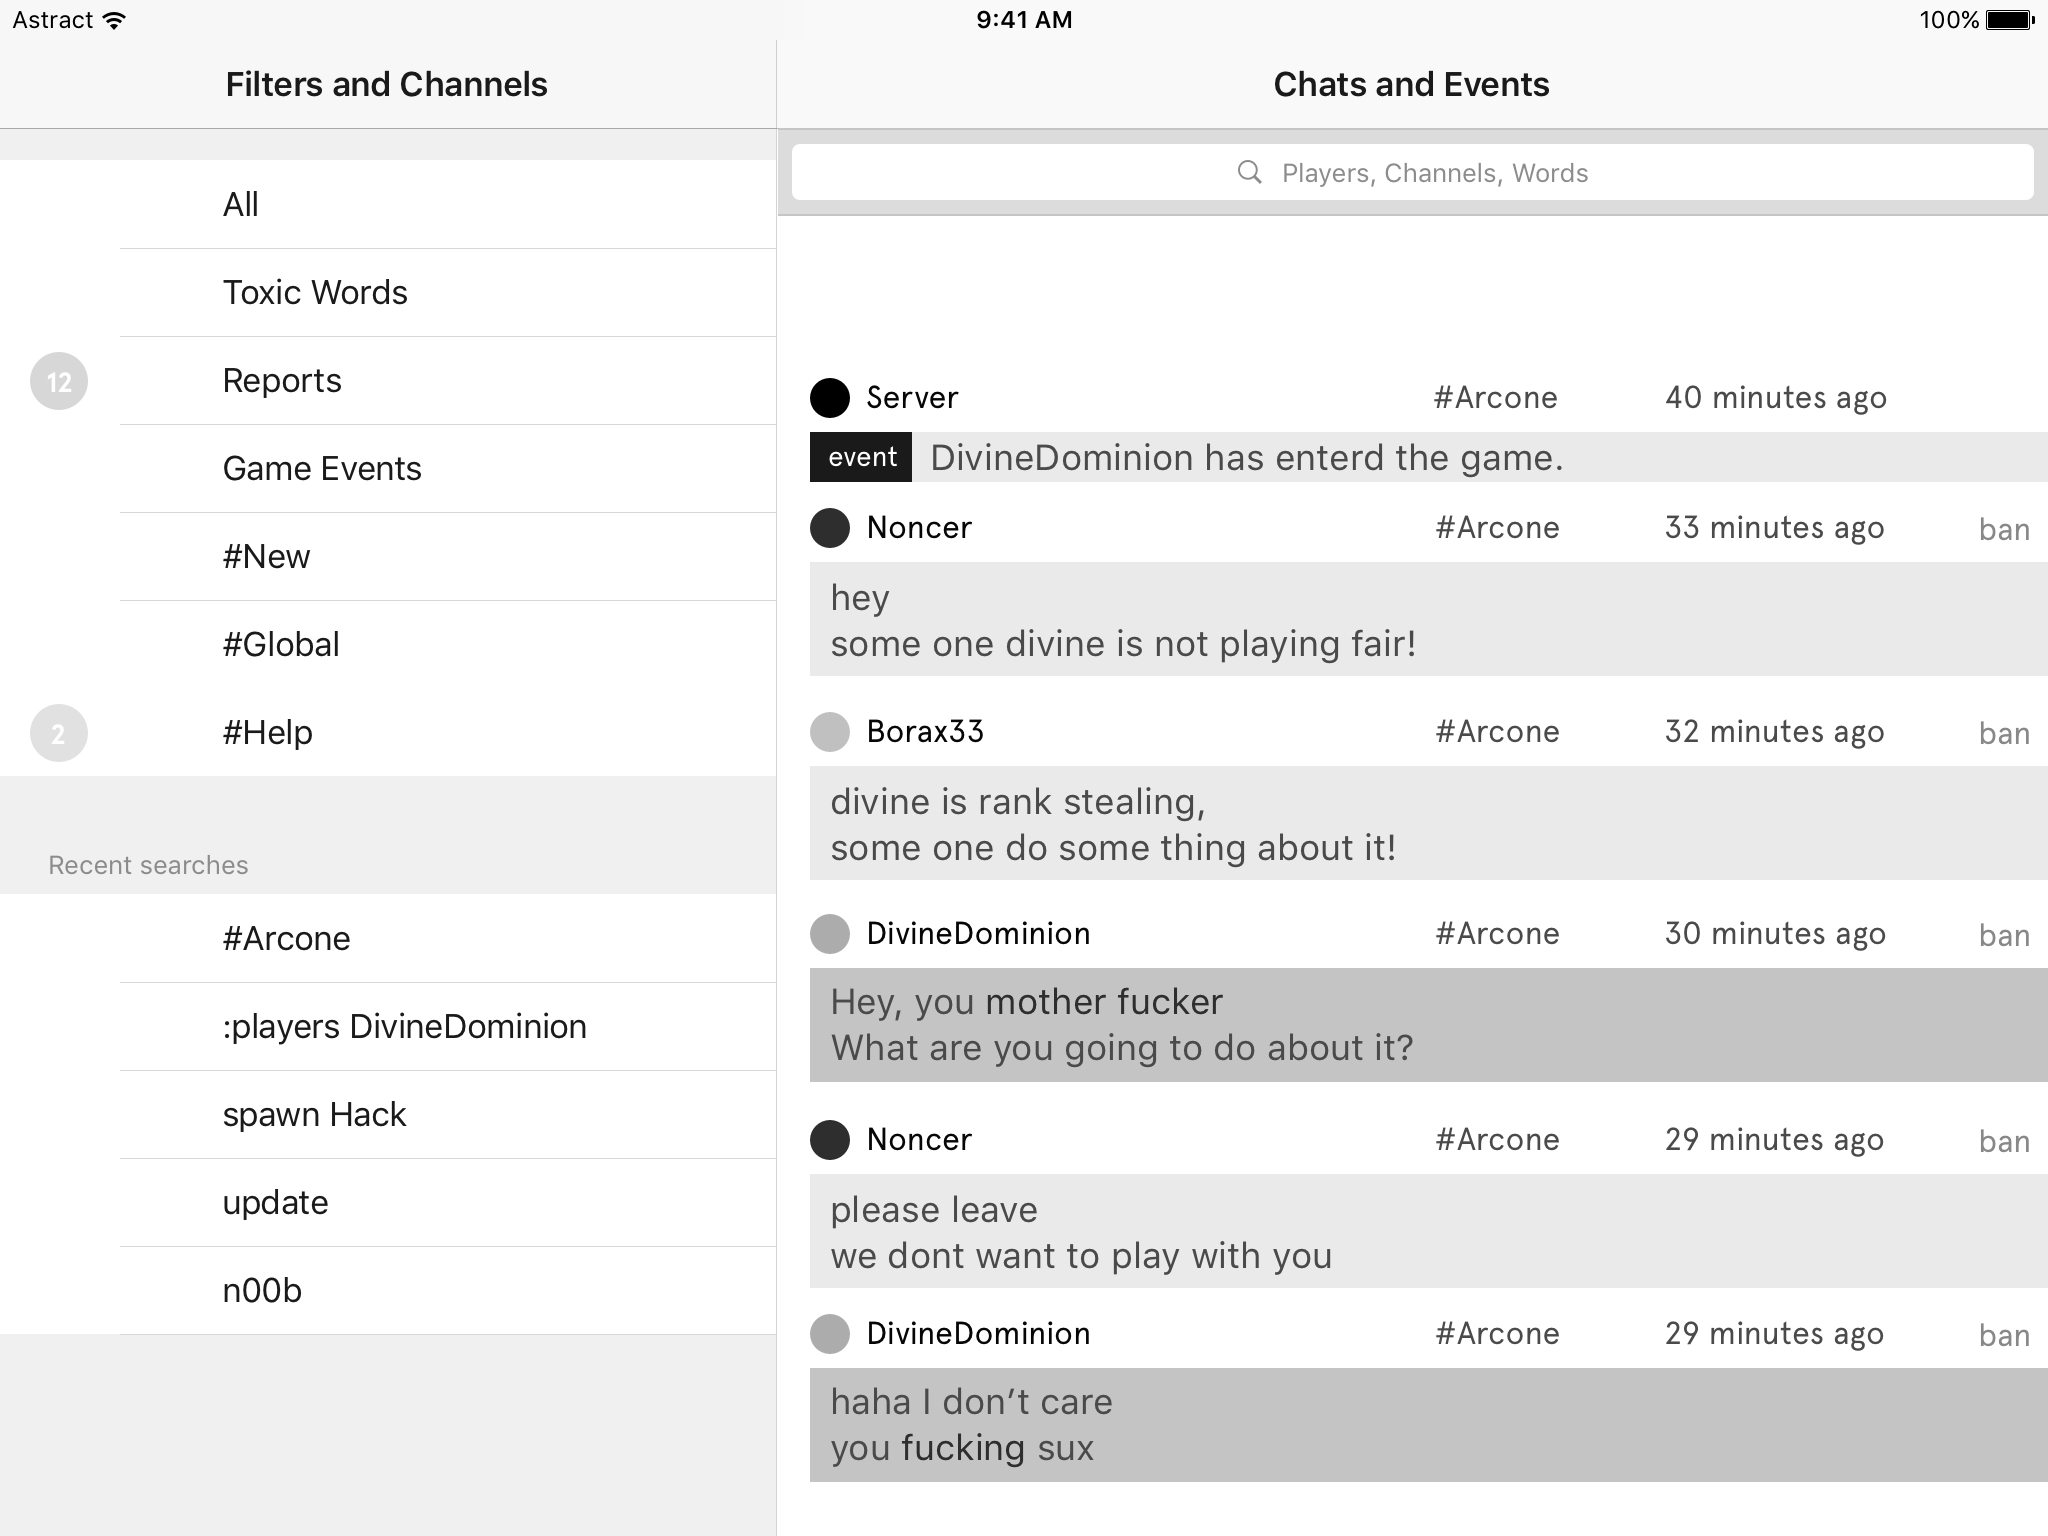 Astract
9:41 AM
100%
Filters and Channels
All
Toxic Words
12
Reports
Game Events
#New
#Global
2
#Help
Recent searches
#Arcone
:players DivineDominion
spawn Hack
update
n00b
Chats and Events
Players, Channels, Words
Server #Arcone 40 minutes ago
event DivineDominion has enterd the game.
Noncer #Arcone 33 minutes ago ban
hey
some one divine is not playing fair!
Borax33 #Arcone 32 minutes ago ban
divine is rank stealing,
some one do some thing about it!
DivineDominion #Arcone 30 minutes ago ban
Hey, you mother fucker
What are you going to do about it?
Noncer #Arcone 29 minutes ago ban
please leave
we dont want to play with you
DivineDominion #Arcone 29 minutes ago ban
haha I don’t care
you fucking sux